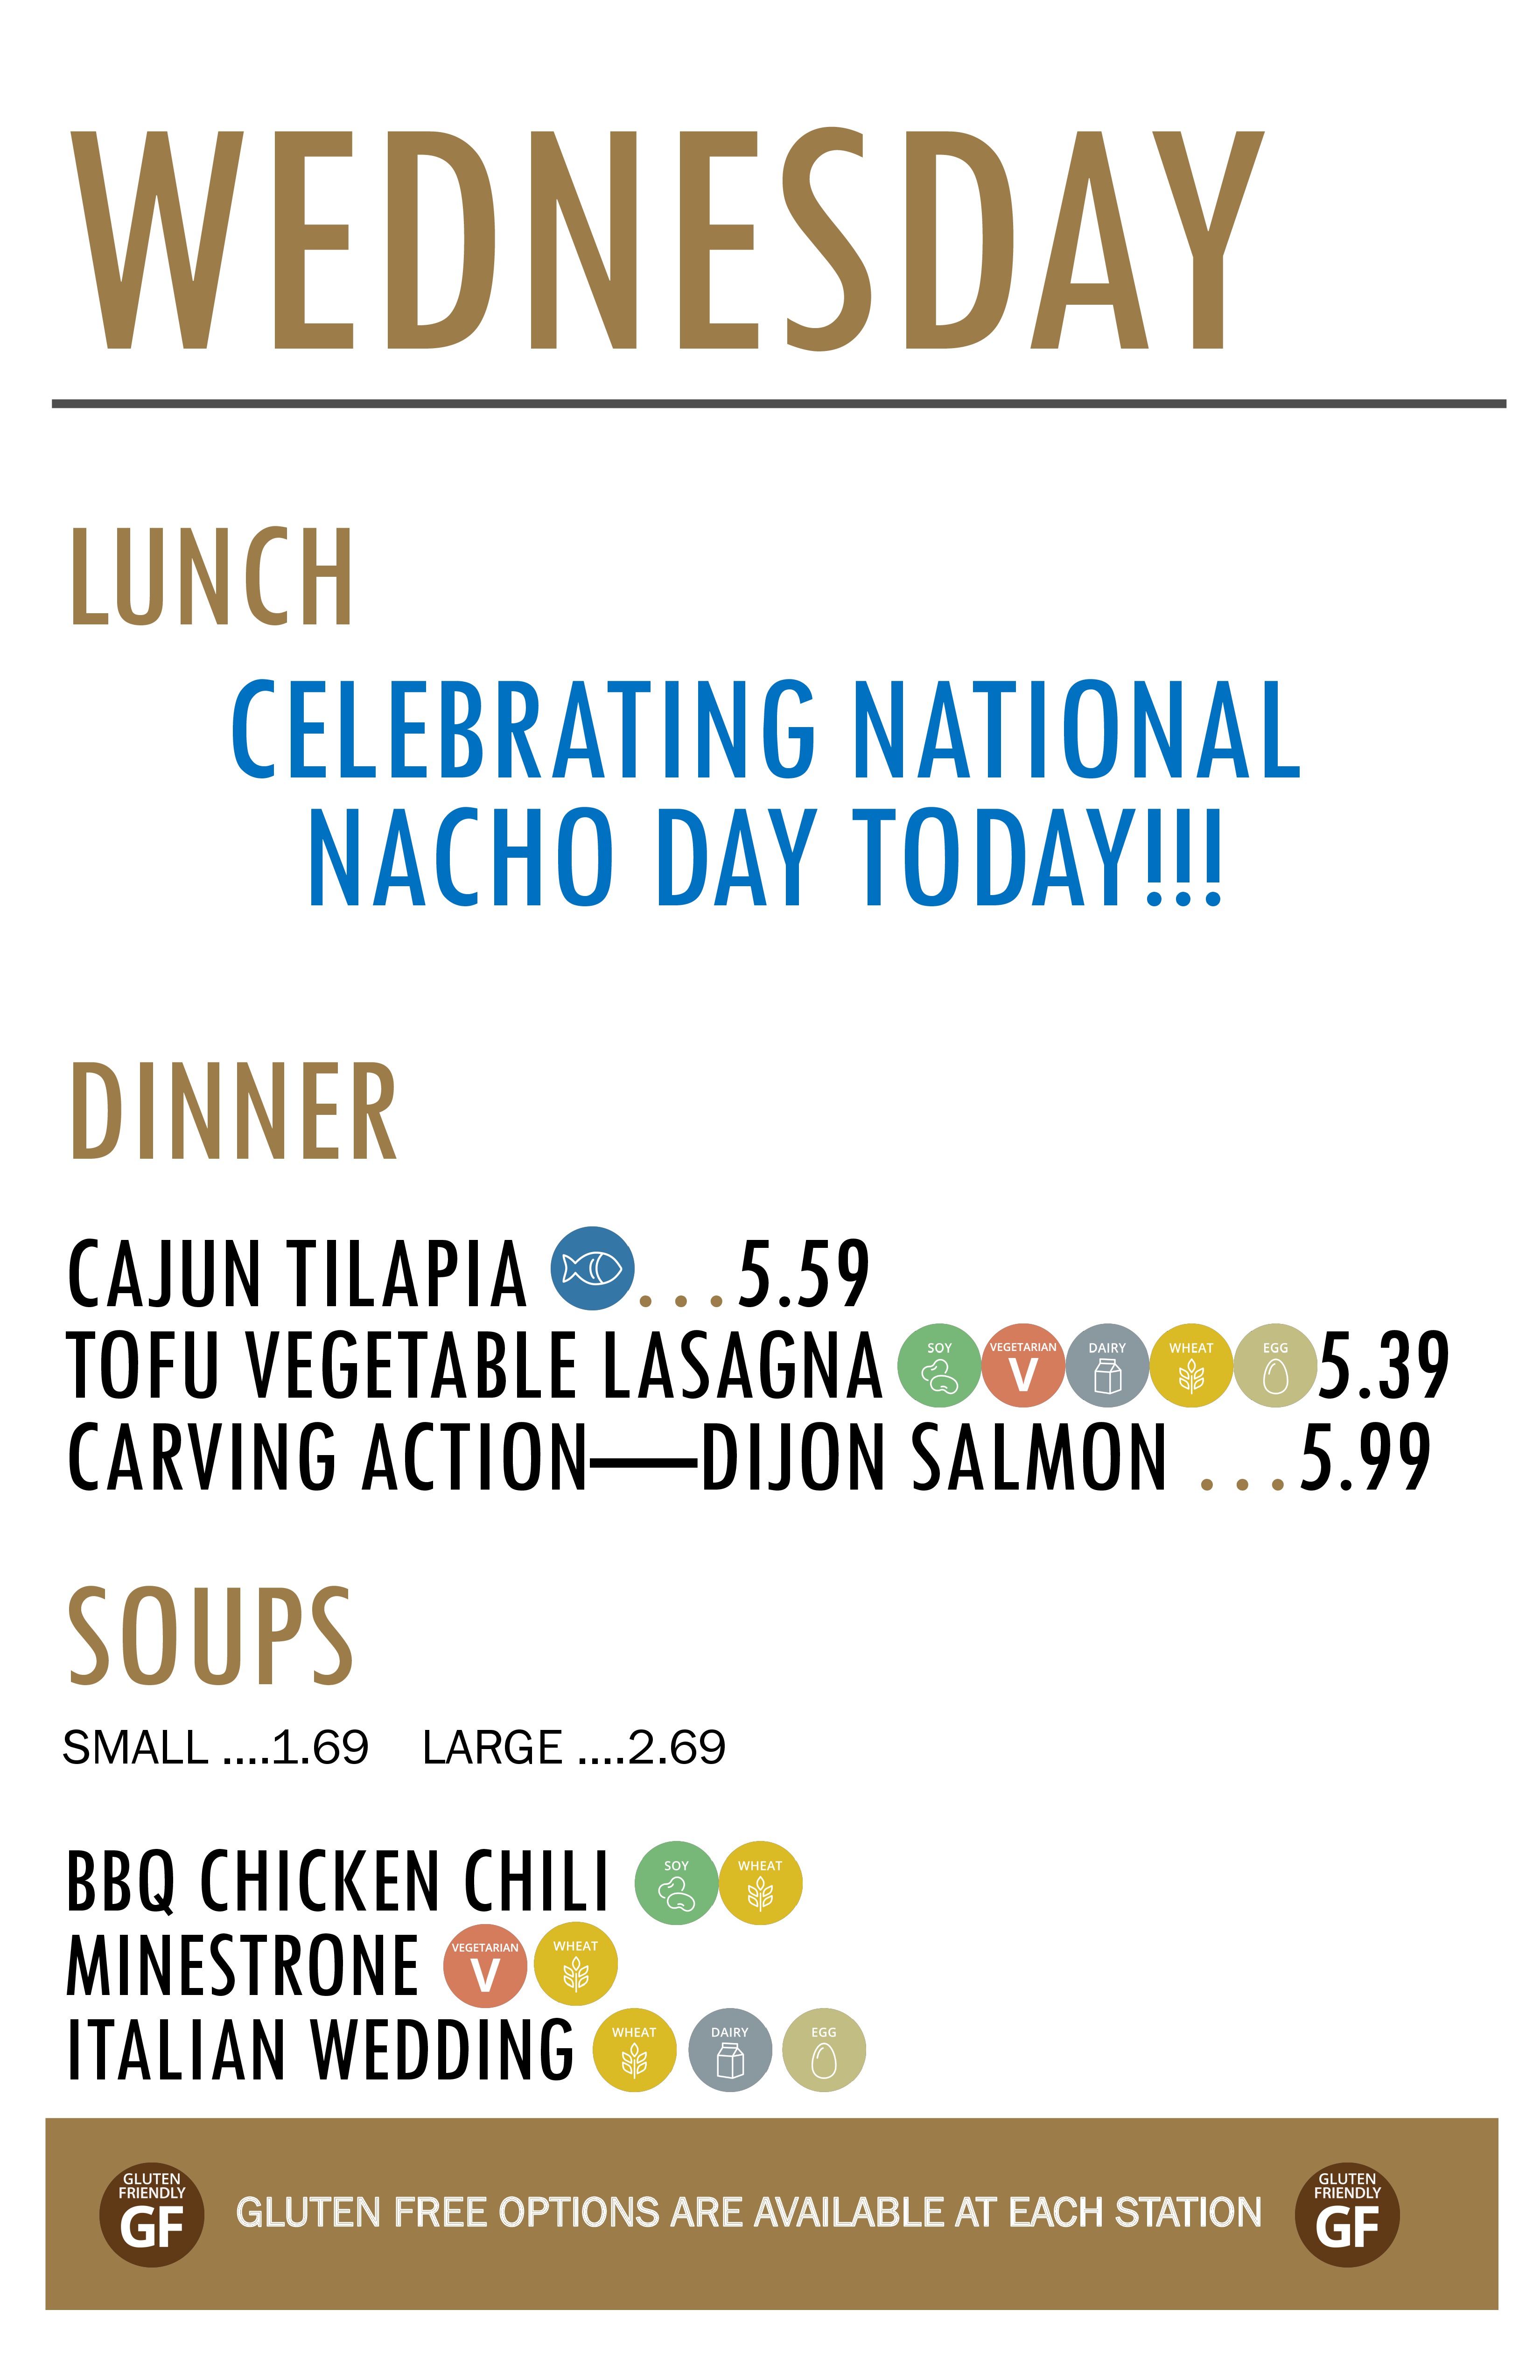 WEDNESDAY
LUNCH
CELEBRATING NATIONAL
NACHO DAY TODAY!!!
DINNER
CAJUN TILAPIA . . . 5.59
TOFU VEGETABLE LASAGNA SOY VEGETARIAN V DAIRY WHEAT EGG 5.39
CARVING ACTION—DIJON SALMON . . . 5.99
SOUPS
SMALL ....1.69 LARGE ....2.69
BBQ CHICKEN CHILI SOY WHEAT
MINESTRONE VEGETARIAN V WHEAT
ITALIAN WEDDING WHEAT DAIRY EGG
GLUTEN FRIENDLY GF GLUTEN FREE OPTIONS ARE AVAILABLE AT EACH STATION GLUTEN FRIENDLY GF